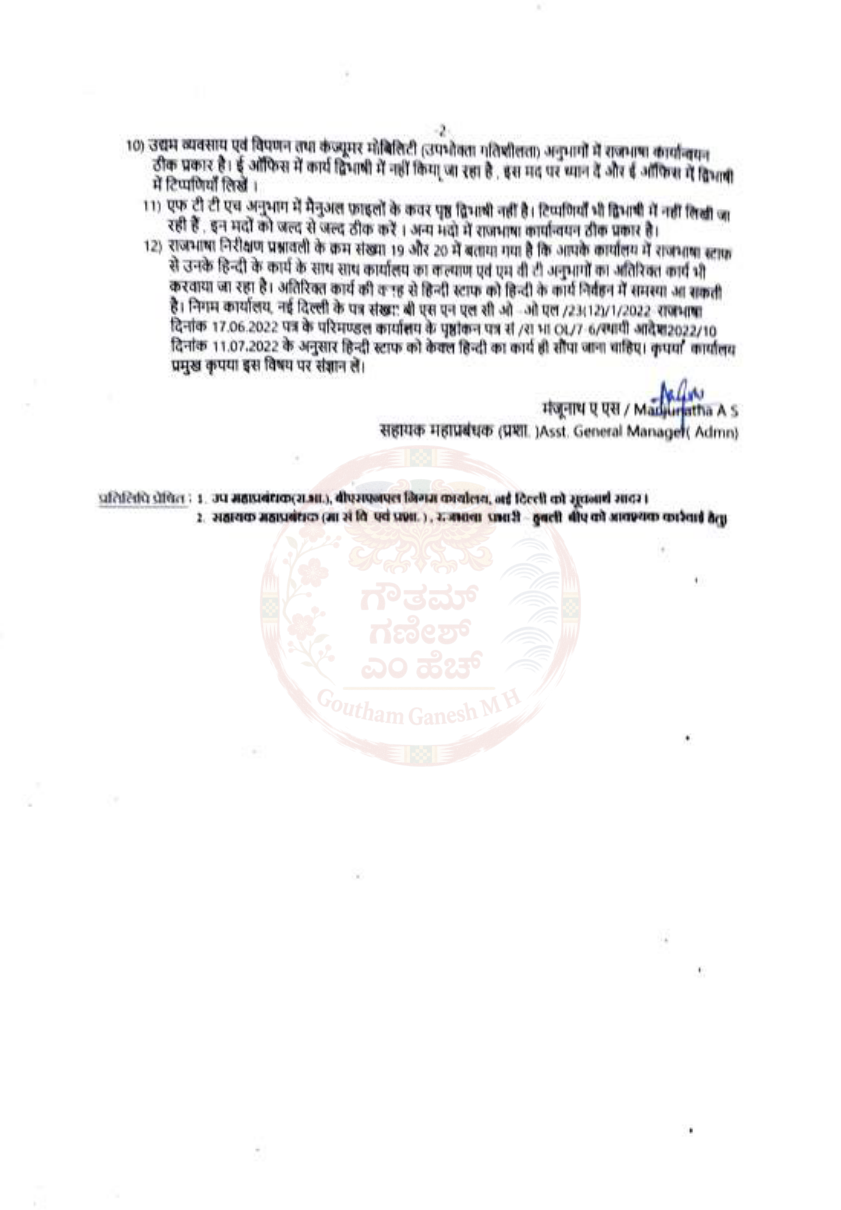 -2-
10) उद्यम व्यवसाय एवं विपणन तथा कंज्यूमर मोबिलिटी (उपभोक्ता गतिशीलता) अनुभागों में राजभाषा कार्यान्वयन
ठीक प्रकार है। ई ऑफिस में कार्य द्विभाषी में नहीं किया जा रहा है , इस मद पर ध्यान दें और ई ऑफिस में द्विभाषी
में टिप्पणियाँ लिखें ।
11) एफ टी टी एच अनुभाग में मैनुअल फ़ाइलों के कवर पृष्ठ द्विभाषी नहीं है। टिप्पणियाँ भी द्विभाषी में नहीं लिखी जा
रही हैं , इन मदों को जल्द से जल्द ठीक करें । अन्य मदों में राजभाषा कार्यान्वयन ठीक प्रकार है।
12) राजभाषा निरीक्षण प्रश्नावली के क्रम संख्या 19 और 20 में बताया गया है कि आपके कार्यालय में राजभाषा स्टाफ
से उनके हिन्दी के कार्य के साथ साथ कार्यालय का कल्याण एवं एम बी टी अनुभागों का अतिरिक्त कार्य भी
करवाया जा रहा है। अतिरिक्त कार्य की वजह से हिन्दी स्टाफ को हिन्दी के कार्य निर्वहन में समस्या आ सकती
है। निगम कार्यालय, नई दिल्ली के पत्र संख्या: बी एस एन एल सी ओ -ओ एल /23(12)/1/2022 -राजभाषा
दिनांक 17.06.2022 पत्र के परिमण्डल कार्यालय के पृष्ठांकन पत्र सं /रा भा OL/7-6/स्थायी आदेश2022/10
दिनांक 11.07.2022 के अनुसार हिन्दी स्टाफ को केवल हिन्दी का कार्य ही सौंपा जाना चाहिए। कृपया कार्यालय
प्रमुख कृपया इस विषय पर संज्ञान लें।
मंजूनाथ ए एस / Manjunatha A S
सहायक महाप्रबंधक (प्रशा. )Asst. General Manager( Admn)
प्रतिलिपि प्रेषित : 1. उप महाप्रबंधक(रा.भा.), बीएसएनएल निगम कार्यालय, नई दिल्ली को सूचनार्थ सादर।
2. सहायक महाप्रबंधक (मा सं वि एवं प्रशा. ) , राजभाषा प्रभारी - हुबली बीए को आवश्यक कार्रवाई हेतु।
ಗೌತಮ್
ಗಣೇಶ್
ಎಂ ಹೆಚ್
Goutham Ganesh M H